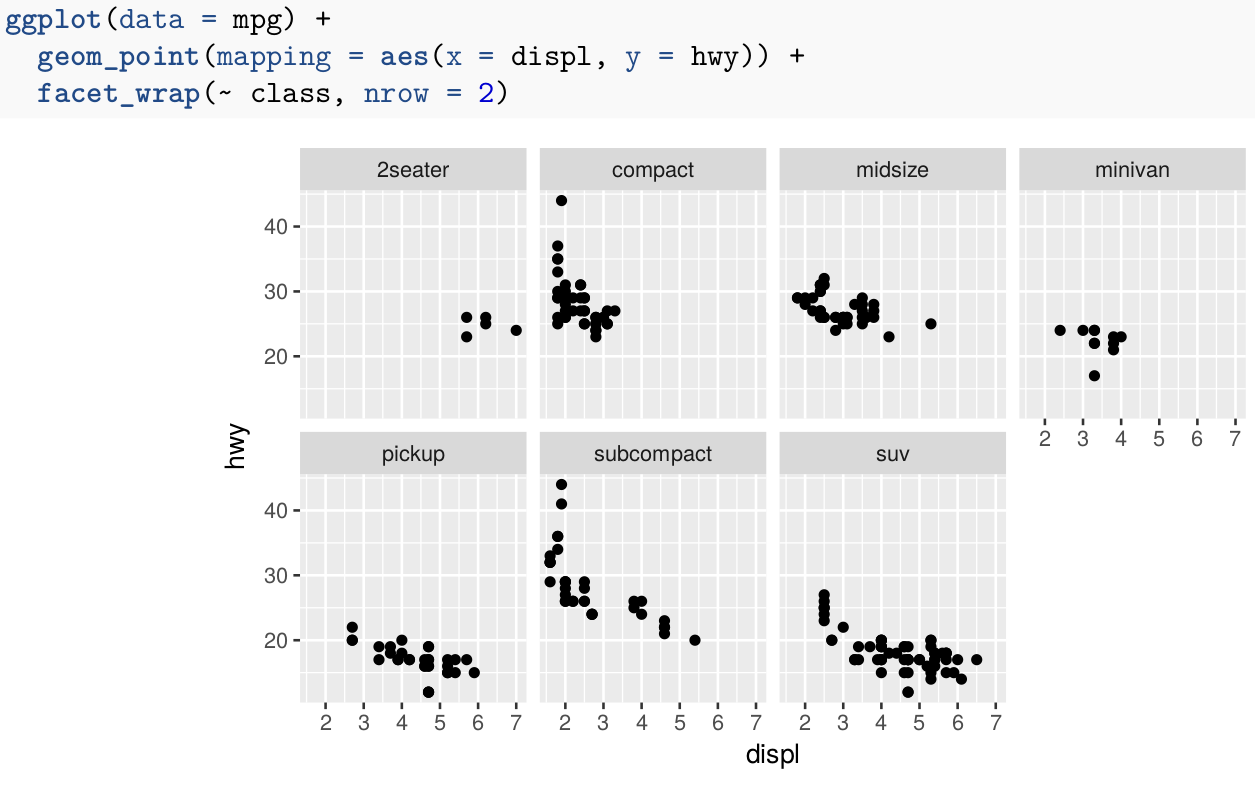 ggplot(data = mpg) +
  geom_point(mapping = aes(x = displ, y = hwy)) +
  facet_wrap(~ class, nrow = 2)
2seater compact midsize minivan
40
30
20
2 3 4 5 6 7
hwy
pickup subcompact suv
40
30
20
2 3 4 5 6 7 2 3 4 5 6 7 2 3 4 5 6 7
displ